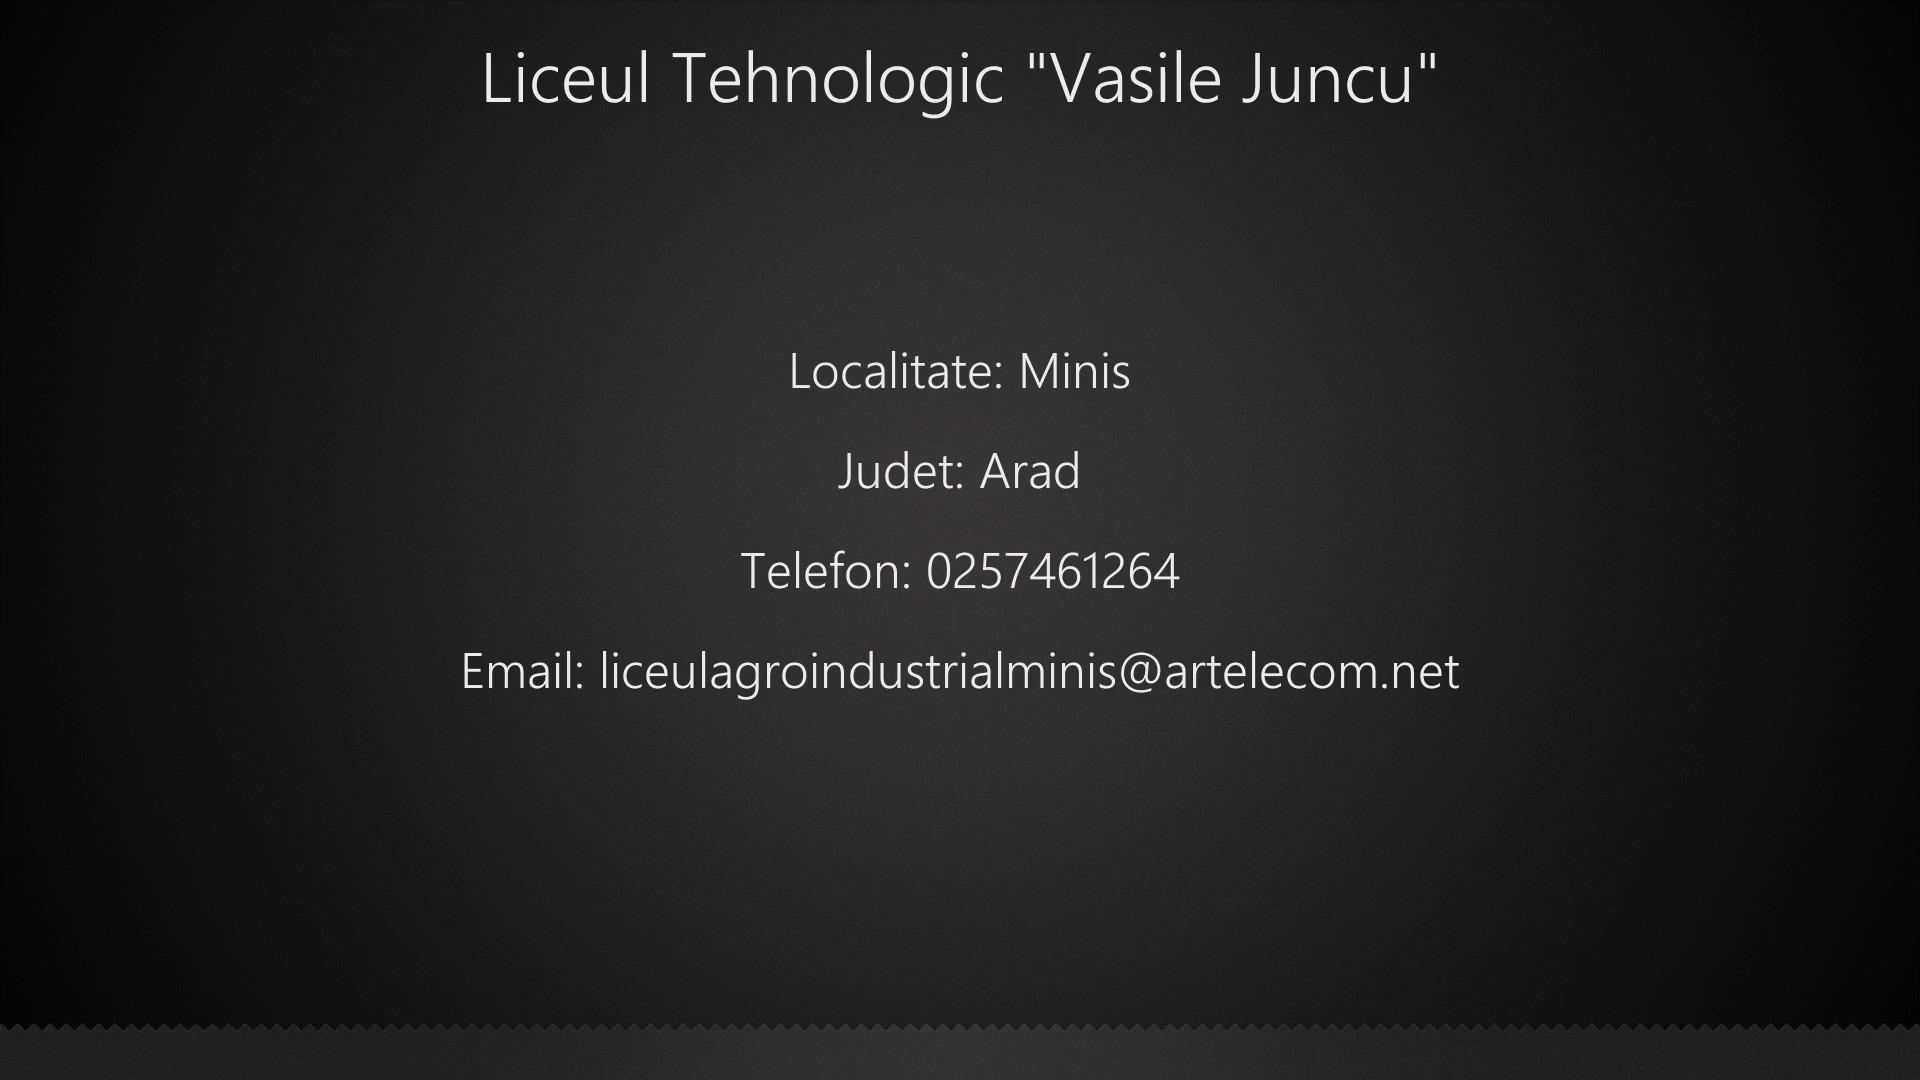 Liceul Tehnologic "Vasile Juncu"
Localitate: Minis
Judet: Arad
Telefon: 0257461264
Email: liceulagroindustrialminis@artelecom.net